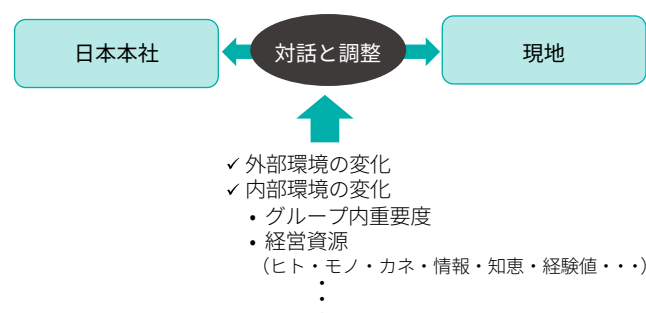 日本本社
対話と調整
現地
✓ 外部環境の変化
✓ 内部環境の変化
• グループ内重要度
• 経営資源
（ヒト・モノ・カネ・情報・知恵・経験値・・・）
•
•